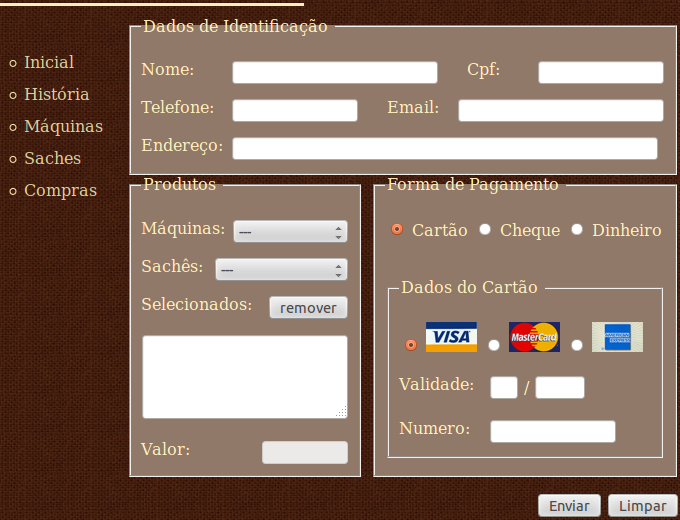 Inicial
História
Máquinas
Saches
Compras
Dados de Identificação
Nome: Cpf:
Telefone: Email:
Endereço:
Produtos
Máquinas: ---
Sachês: ---
Selecionados: remover
Valor:
Forma de Pagamento
Cartão Cheque Dinheiro
Dados do Cartão
VISA MasterCard AMERICAN EXPRESS
Validade: /
Numero:
Enviar Limpar